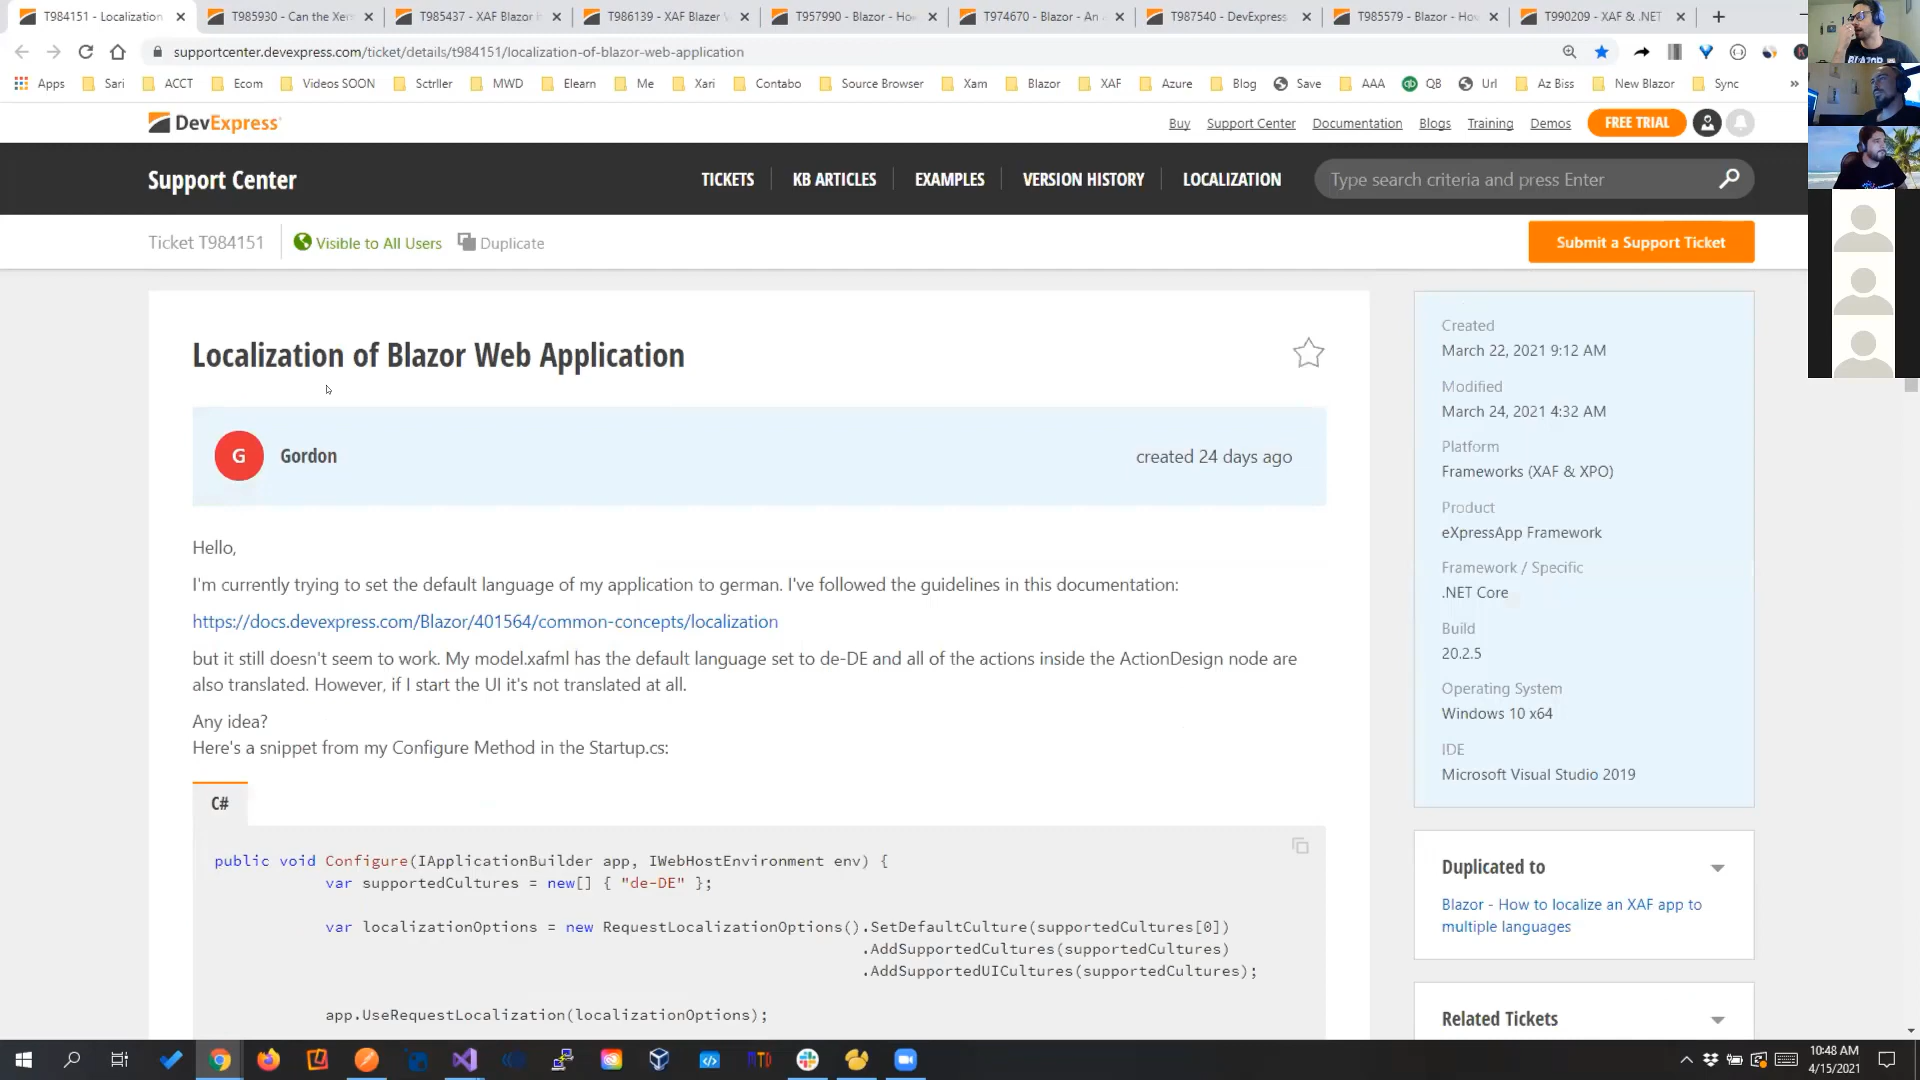 T984151 - Localization
T985930 - Can the Xer
T985437 - XAF Blazor
T986139 - XAF Blazer
T957990 - Blazor - Ho
T974670 - Blazor - An
T987540 - DevExpress
T985579 - Blazor - Ho
T990209 - XAF & .NET
supportcenter.devexpress.com/ticket/details/t984151/localization-of-blazor-web-application
Apps Sari ACCT Ecom Videos SOON Sctrller MWD Elearn Me Xari Contabo Source Browser Xam Blazor XAF Azure Blog Save AAA QB Url Az Biss New Blazor Sync »
DevExpress
Buy Support Center Documentation Blogs Training Demos FREE TRIAL
Support Center
TICKETS KB ARTICLES EXAMPLES VERSION HISTORY LOCALIZATION
Type search criteria and press Enter
Ticket T984151 Visible to All Users Duplicate
Submit a Support Ticket
Localization of Blazor Web Application
G Gordon created 24 days ago
Hello,
I'm currently trying to set the default language of my application to german. I've followed the guidelines in this documentation:
https://docs.devexpress.com/Blazor/401564/common-concepts/localization
but it still doesn't seem to work. My model.xafml has the default language set to de-DE and all of the actions inside the ActionDesign node are
also translated. However, if I start the UI it's not translated at all.
Any idea?
Here's a snippet from my Configure Method in the Startup.cs:
C#
public void Configure(IApplicationBuilder app, IWebHostEnvironment env) {
var supportedCultures = new[] { "de-DE" };
var localizationOptions = new RequestLocalizationOptions().SetDefaultCulture(supportedCultures[0])
.AddSupportedCultures(supportedCultures)
.AddSupportedUICultures(supportedCultures);
app.UseRequestLocalization(localizationOptions);
Created
March 22, 2021 9:12 AM
Modified
March 24, 2021 4:32 AM
Platform
Frameworks (XAF & XPO)
Product
eXpressApp Framework
Framework / Specific
.NET Core
Build
20.2.5
Operating System
Windows 10 x64
IDE
Microsoft Visual Studio 2019
Duplicated to
Blazor - How to localize an XAF app to
multiple languages
Related Tickets
10:48 AM
4/15/2021